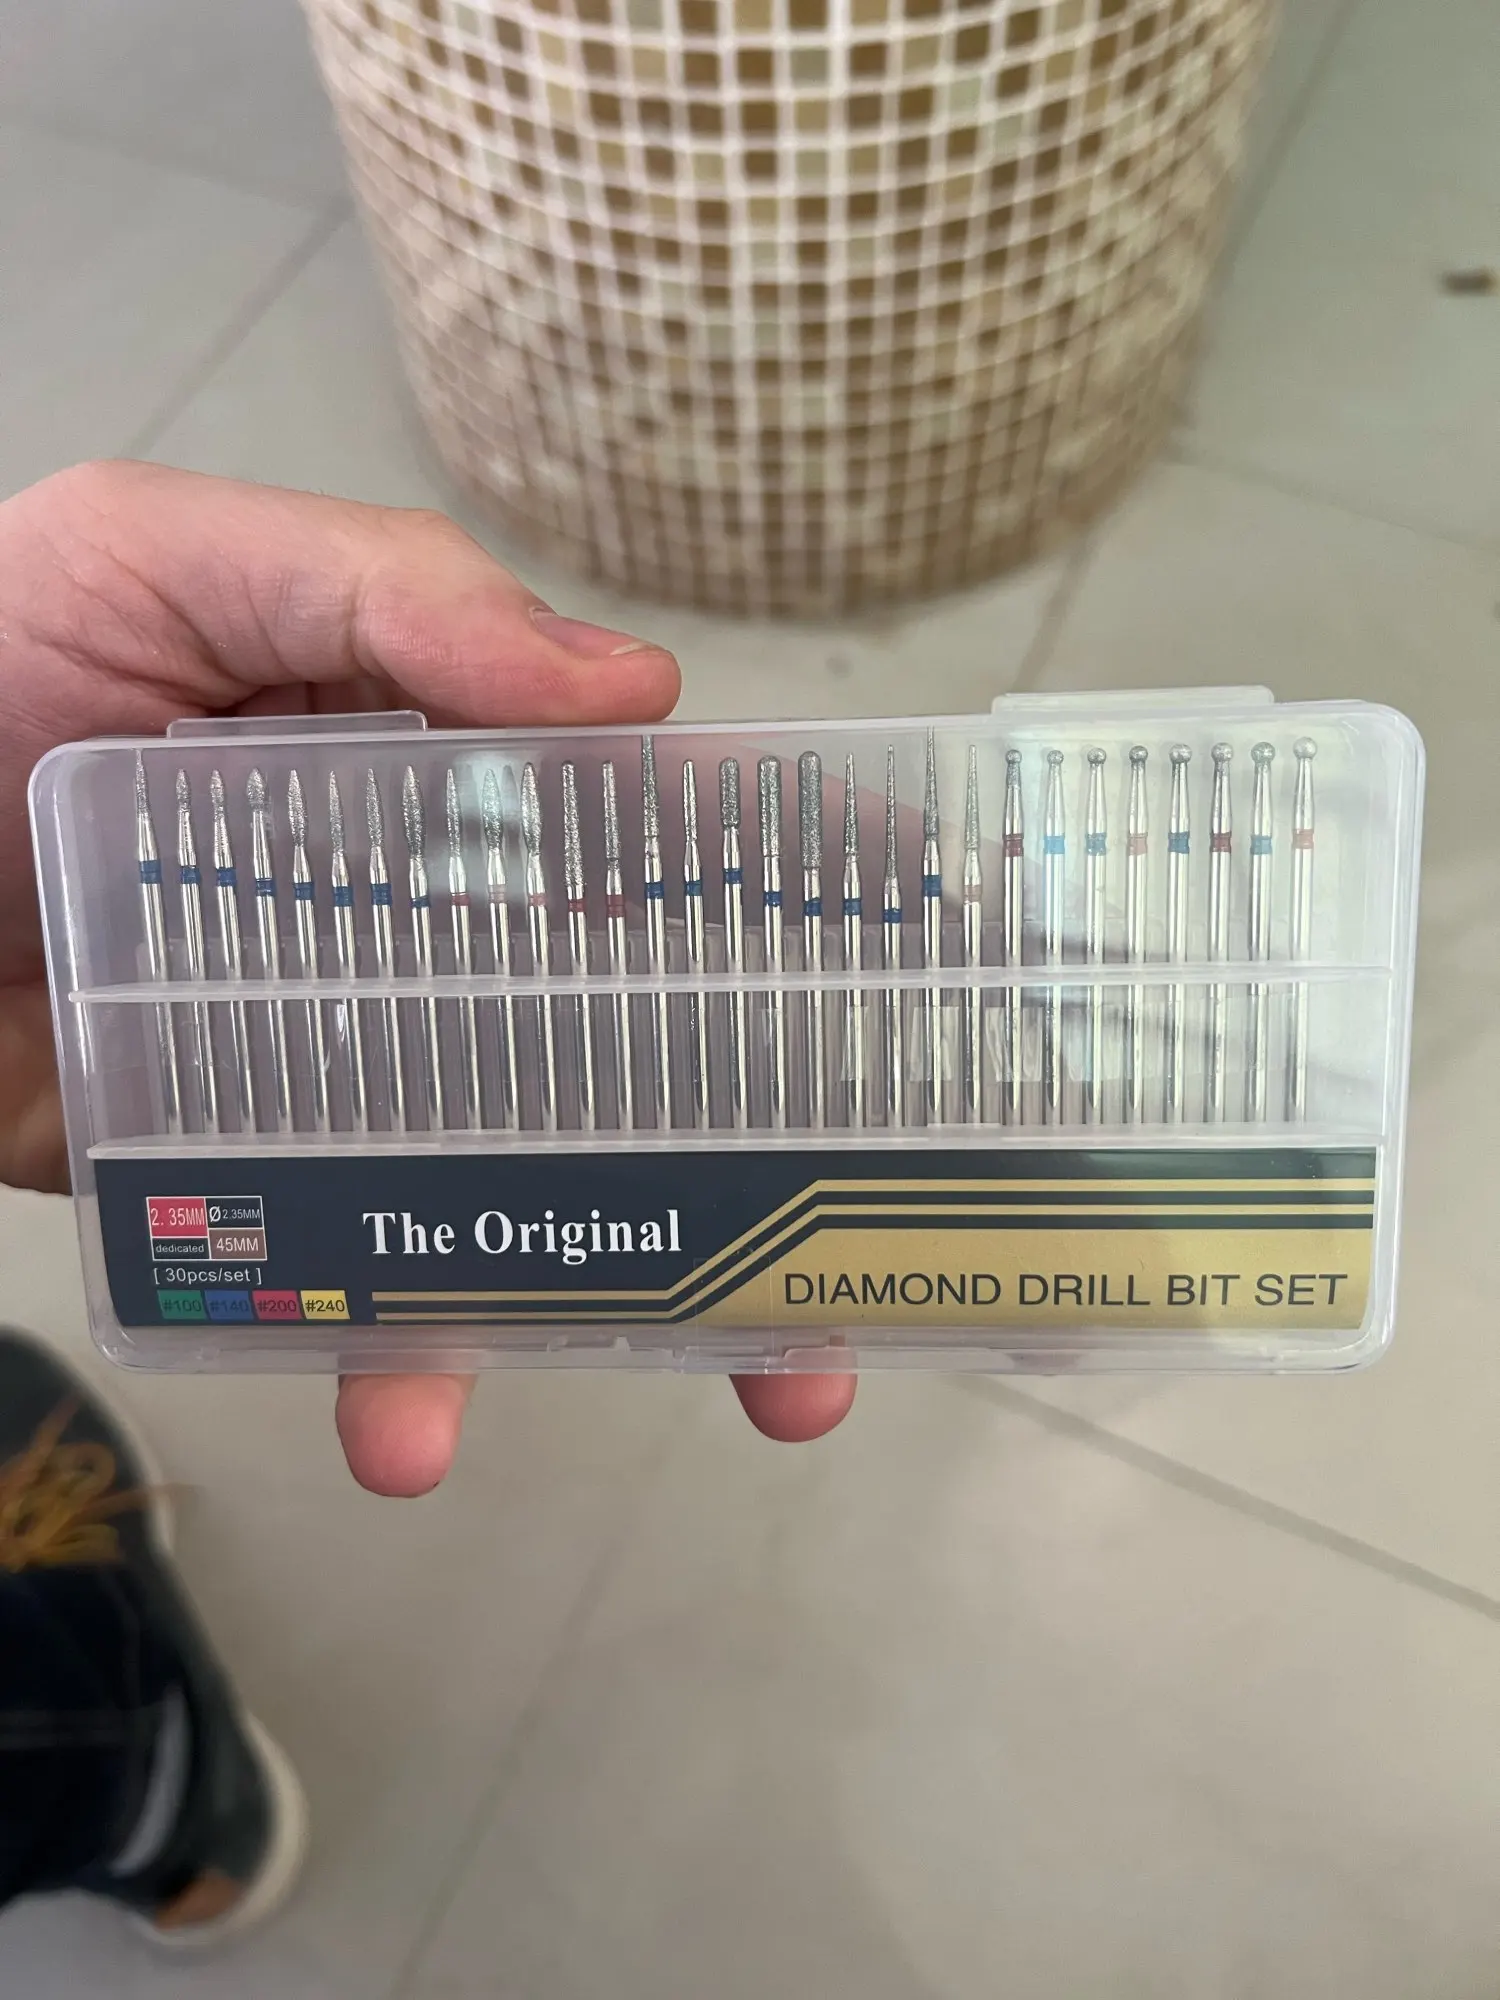 2. 35MM Ø2.35MM
dedicated 45MM
[ 30pcs/set ]
#100 #140 #200 #240
The Original
DIAMOND DRILL BIT SET